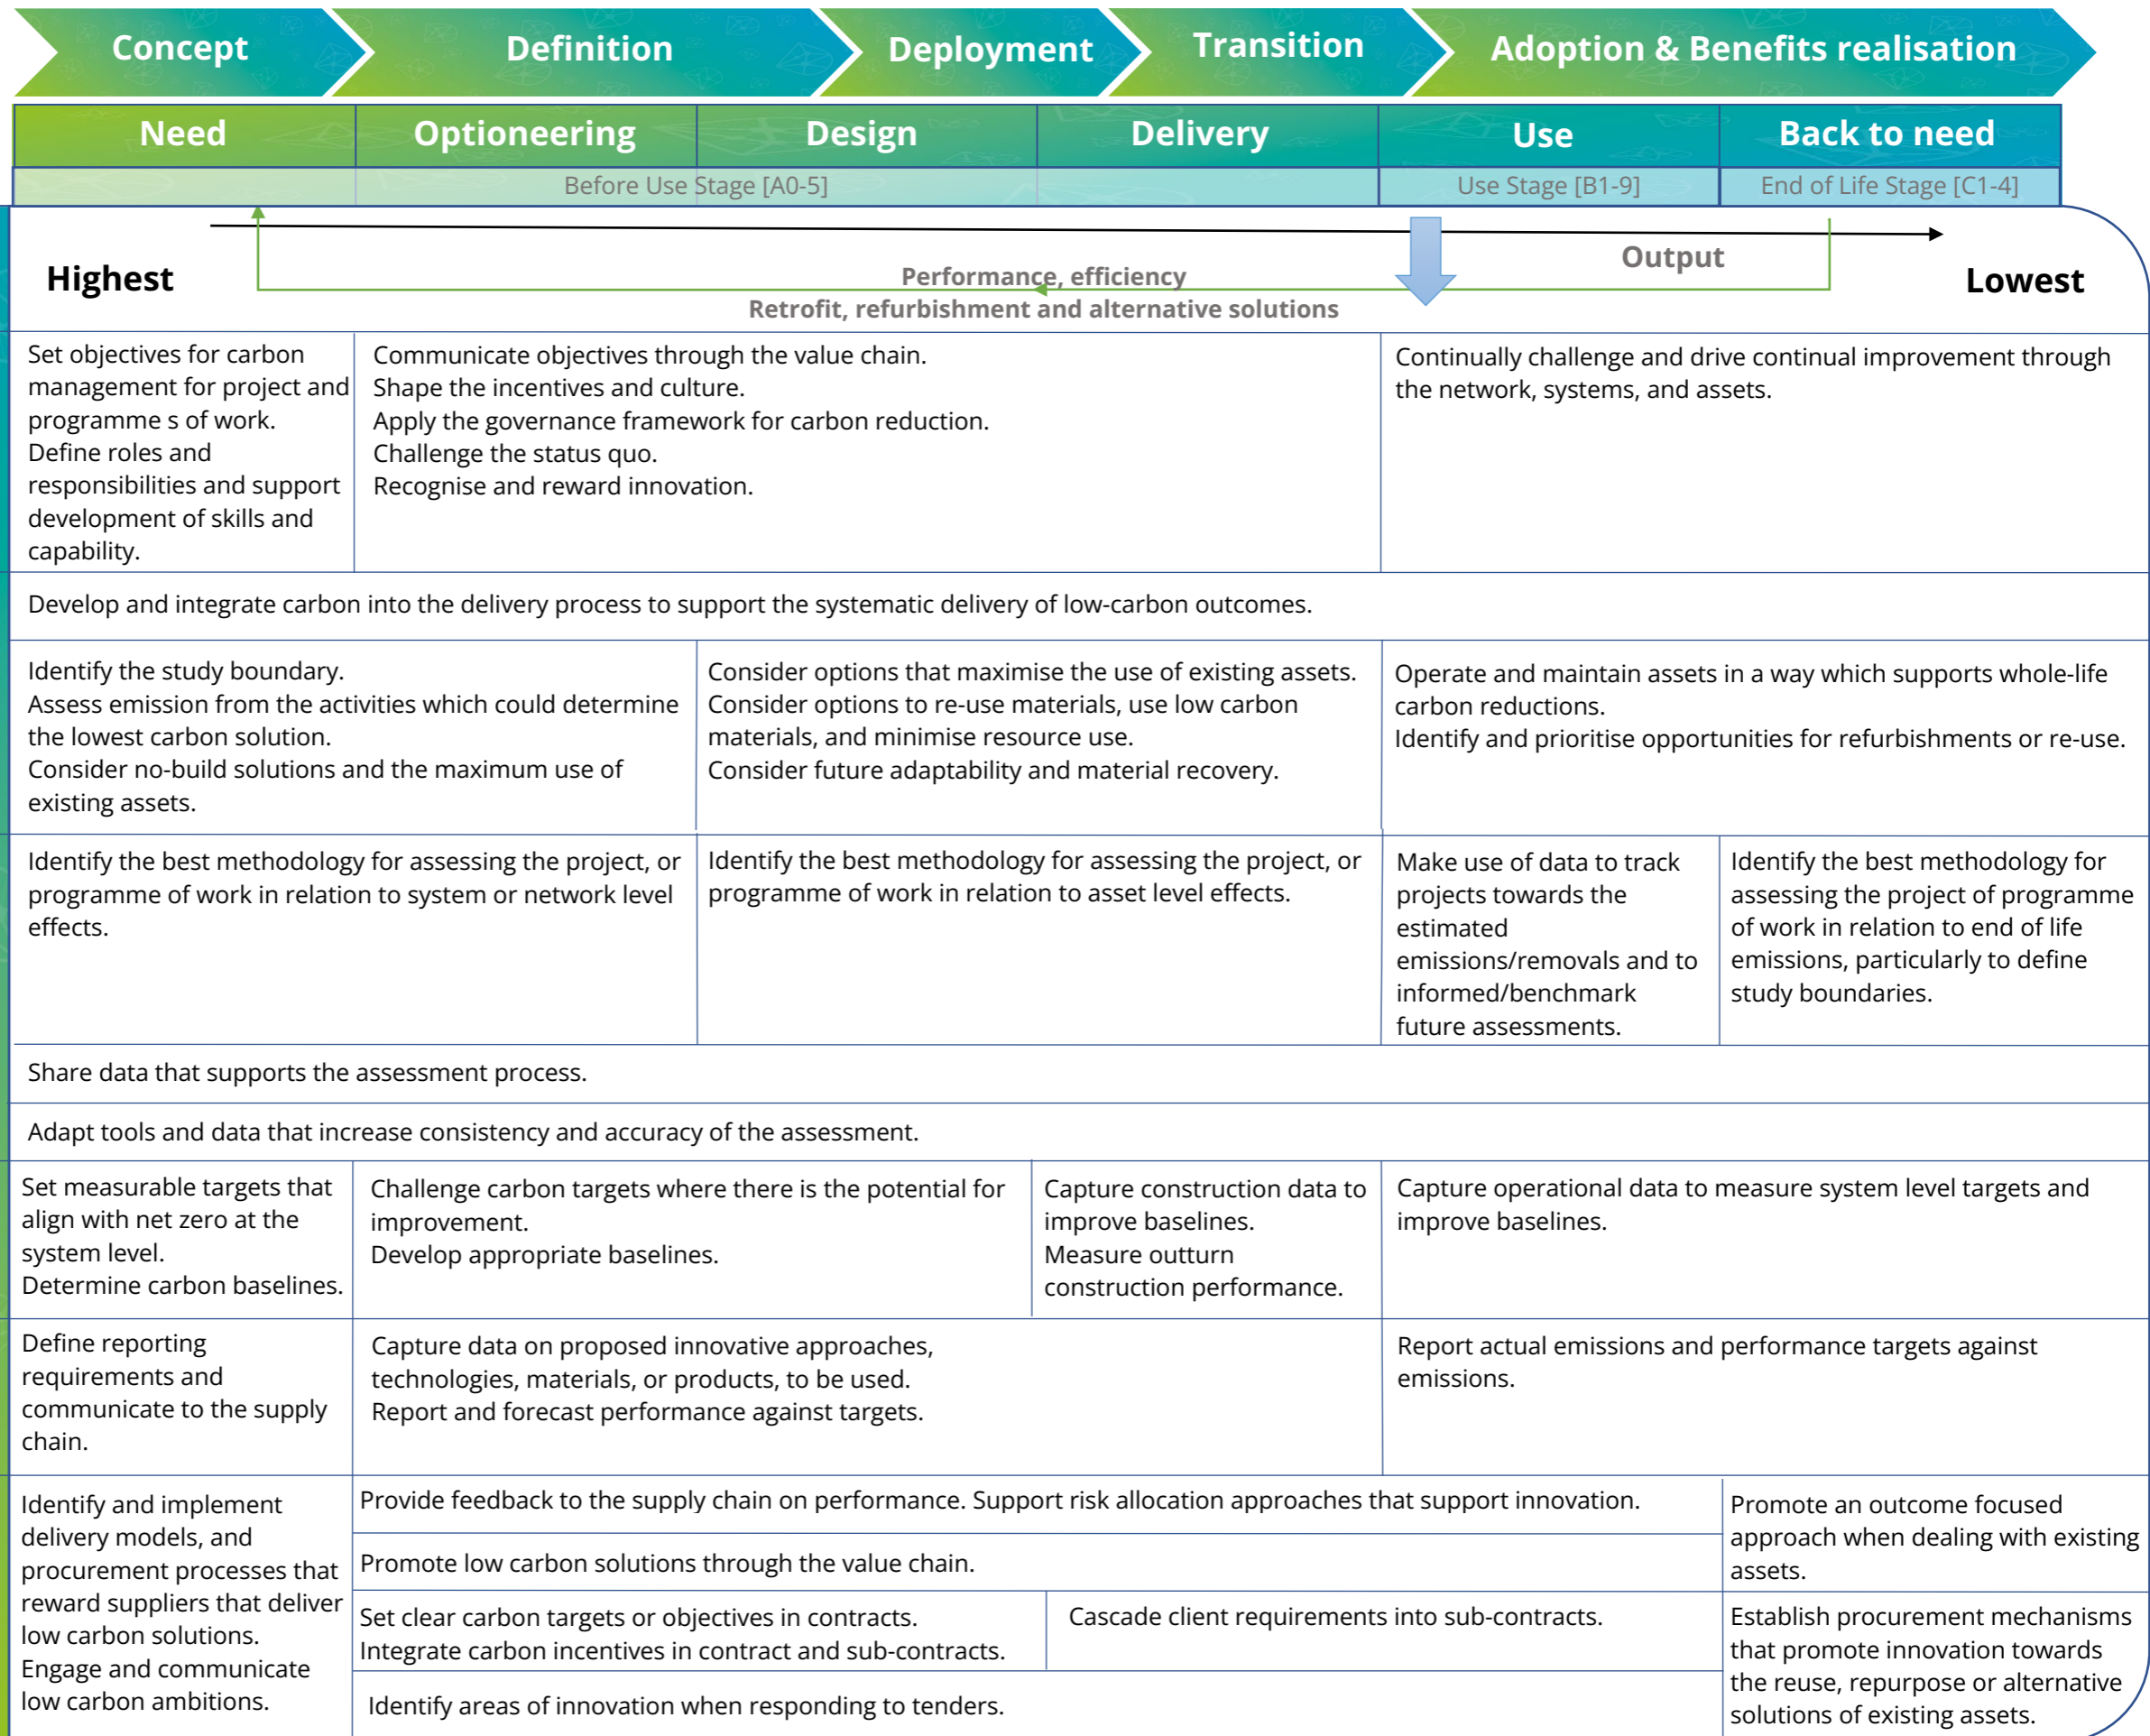 Concept
Definition
Deployment
Transition
Adoption & Benefits realisation
Need
Optioneering
Design
Delivery
Use
Back to need
Before Use Stage [A0-5]
Use Stage [B1-9]
End of Life Stage [C1-4]
Highest
Performance, efficiency
Retrofit, refurbishment and alternative solutions
Output
Lowest
Set objectives for carbon
management for project and
programme s of work.
Define roles and
responsibilities and support
development of skills and
capability.
Communicate objectives through the value chain.
Shape the incentives and culture.
Apply the governance framework for carbon reduction.
Challenge the status quo.
Recognise and reward innovation.
Continually challenge and drive continual improvement through
the network, systems, and assets.
Develop and integrate carbon into the delivery process to support the systematic delivery of low-carbon outcomes.
Identify the study boundary.
Assess emission from the activities which could determine
the lowest carbon solution.
Consider no-build solutions and the maximum use of
existing assets.
Consider options that maximise the use of existing assets.
Consider options to re-use materials, use low carbon
materials, and minimise resource use.
Consider future adaptability and material recovery.
Operate and maintain assets in a way which supports whole-life
carbon reductions.
Identify and prioritise opportunities for refurbishments or re-use.
Identify the best methodology for assessing the project, or
programme of work in relation to system or network level
effects.
Identify the best methodology for assessing the project, or
programme of work in relation to asset level effects.
Make use of data to track
projects towards the
estimated
emissions/removals and to
informed/benchmark
future assessments.
Identify the best methodology for
assessing the project of programme
of work in relation to end of life
emissions, particularly to define
study boundaries.
Share data that supports the assessment process.
Adapt tools and data that increase consistency and accuracy of the assessment.
Set measurable targets that
align with net zero at the
system level.
Determine carbon baselines.
Challenge carbon targets where there is the potential for
improvement.
Develop appropriate baselines.
Capture construction data to
improve baselines.
Measure outturn
construction performance.
Capture operational data to measure system level targets and
improve baselines.
Define reporting
requirements and
communicate to the supply
chain.
Capture data on proposed innovative approaches,
technologies, materials, or products, to be used.
Report and forecast performance against targets.
Report actual emissions and performance targets against
emissions.
Identify and implement
delivery models, and
procurement processes that
reward suppliers that deliver
low carbon solutions.
Engage and communicate
low carbon ambitions.
Provide feedback to the supply chain on performance. Support risk allocation approaches that support innovation.
Promote low carbon solutions through the value chain.
Set clear carbon targets or objectives in contracts.
Integrate carbon incentives in contract and sub-contracts.
Cascade client requirements into sub-contracts.
Identify areas of innovation when responding to tenders.
Promote an outcome focused
approach when dealing with existing
assets.
Establish procurement mechanisms
that promote innovation towards
the reuse, repurpose or alternative
solutions of existing assets.